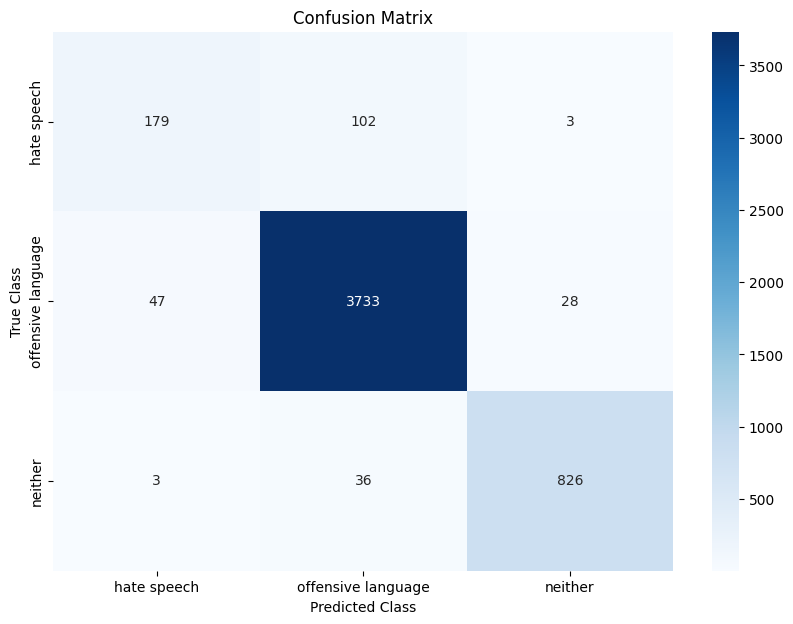 Confusion Matrix
True Class
hate speech
offensive language
neither
179 102 3
47 3733 28
3 36 826
hate speech offensive language neither
Predicted Class
3500
3000
2500
2000
1500
1000
500